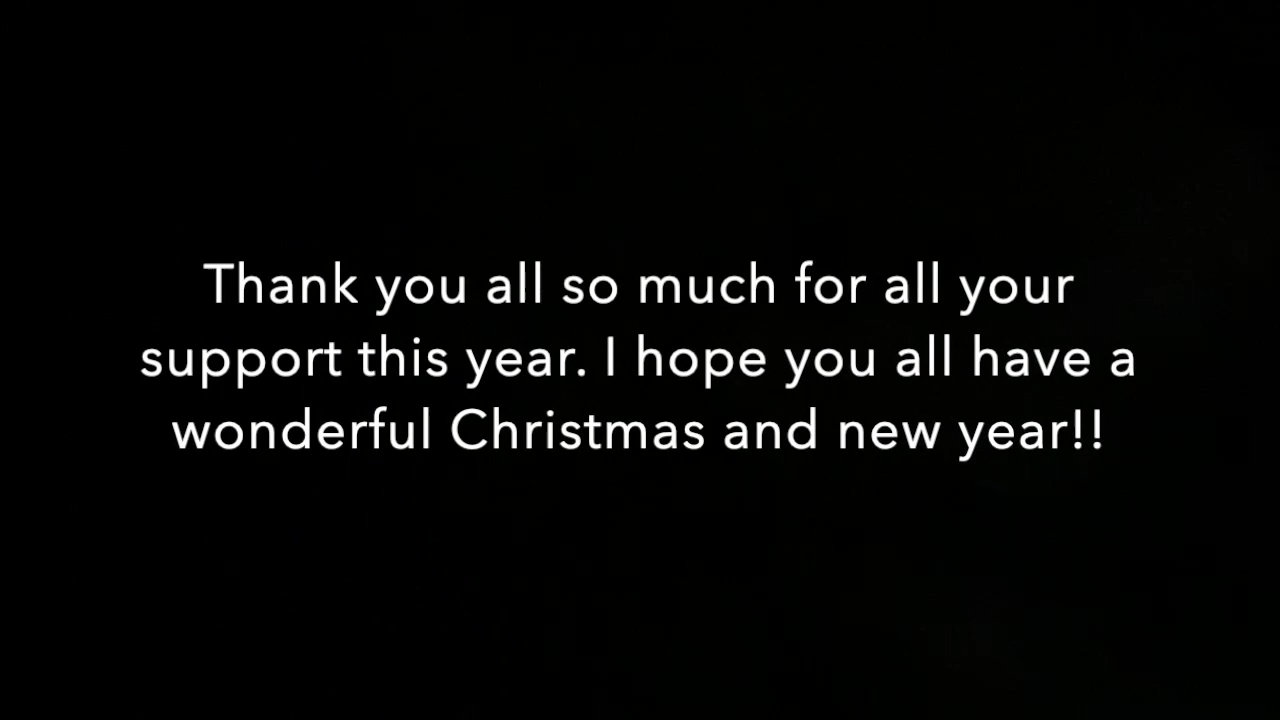 Thank you all so much for all your
support this year. I hope you all have a
wonderful Christmas and new year!!